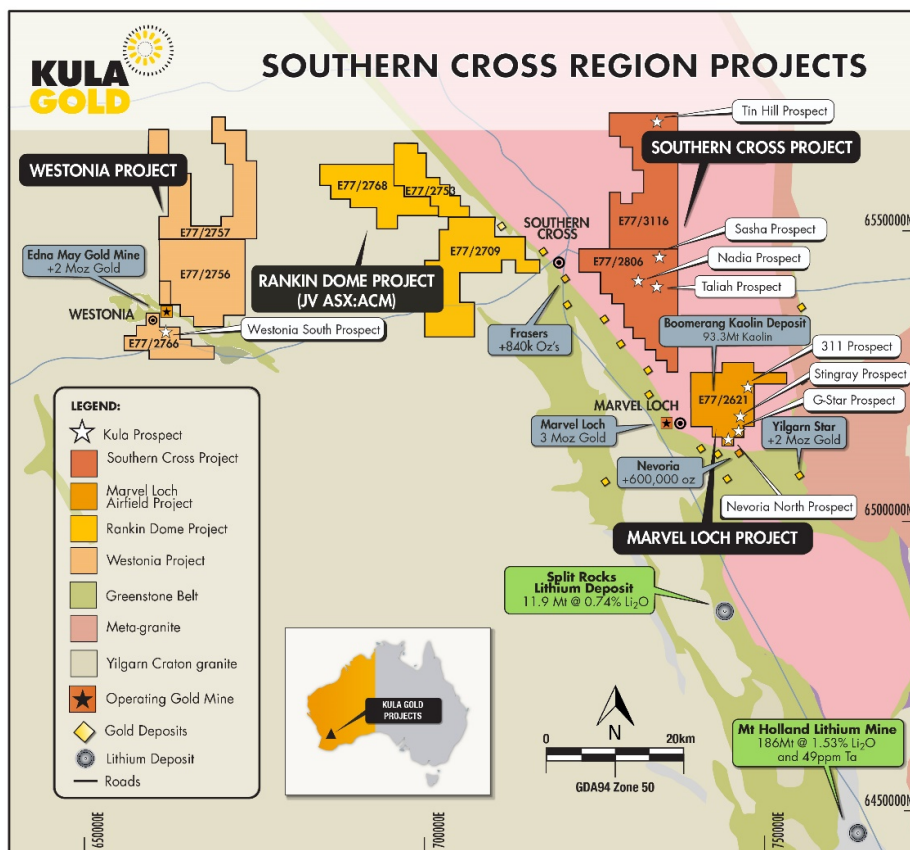 KULA
GOLD
SOUTHERN CROSS REGION PROJECTS
Tin Hill Prospect
WESTONIA PROJECT
SOUTHERN CROSS PROJECT
E77/2768
E77/2753
E77/3116
6550000N
E77/2757
E77/2709
SOUTHERN
CROSS
Sasha Prospect
Edna May Gold Mine
+2 Moz Gold
E77/2756
E77/2806
Nadia Prospect
RANKIN DOME PROJECT
(JV ASX:ACM)
Taliah Prospect
WESTONIA
Westonia South Prospect
E77/2766
Frasers
+840k Oz's
Boomerang Kaolin Deposit
93.3Mt Kaolin
311 Prospect
Stingray Prospect
E77/2621
G-Star Prospect
MARVEL LOCH
Marvel Loch
3 Moz Gold
Yilgarn Star
+2 Moz Gold
Nevoria
+600,000 oz
Nevoria North Prospect
6500000N
MARVEL LOCH PROJECT
LEGEND:
Kula Prospect
Southern Cross Project
Marvel Loch
Airfield Project
Rankin Dome Project
Westonia Project
Greenstone Belt
Meta-granite
Yilgarn Craton granite
Operating Gold Mine
Gold Deposits
Lithium Deposit
Roads
Split Rocks
Lithium Deposit
11.9 Mt @ 0.74% Li₂O
KULA GOLD
PROJECTS
N
0
20km
GDA94 Zone 50
Mt Holland Lithium Mine
186Mt @ 1.53% Li₂O
and 49ppm Ta
6450000N
650000E
700000E
750000E